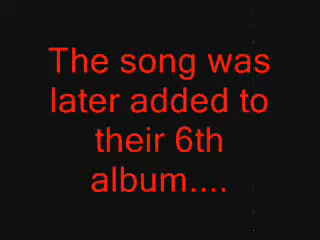 The song was
later added to
their 6th
album....